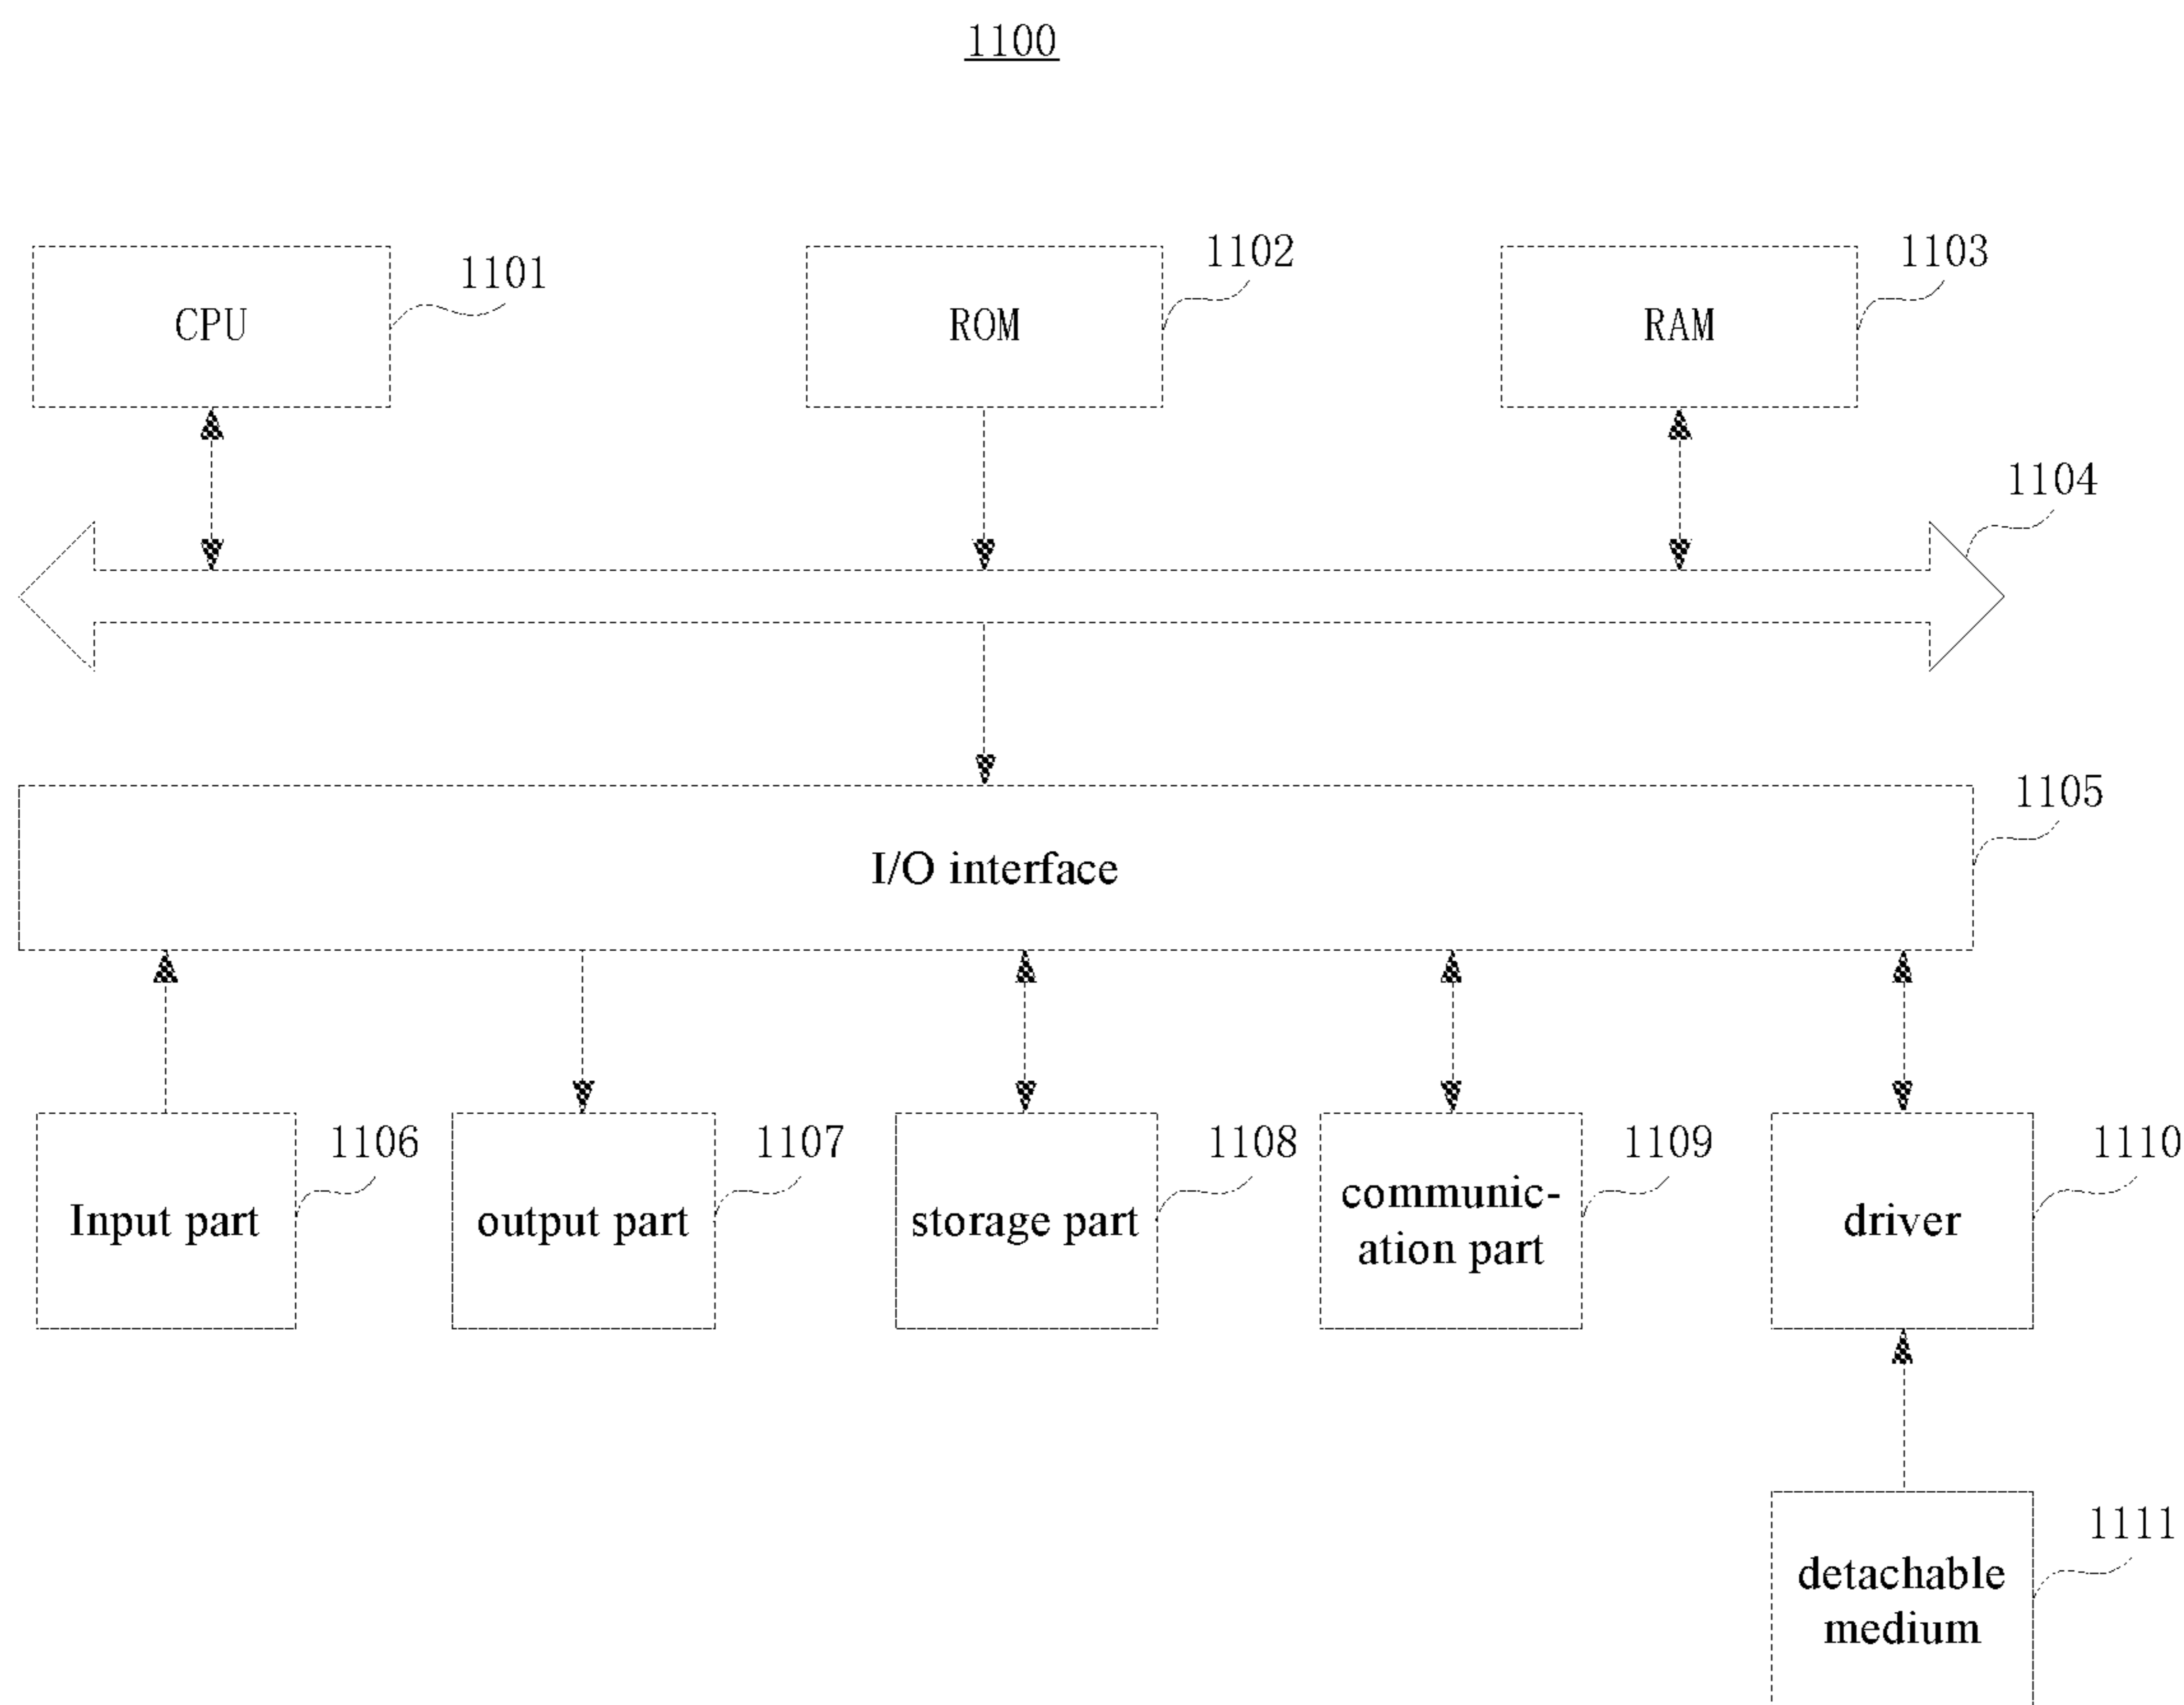 1100
CPU
1101
ROM
1102
RAM
1103
1104
I/O interface
1105
Input part
1106
output part
1107
storage part
1108
communic-
ation part
1109
driver
1110
detachable
medium
1111